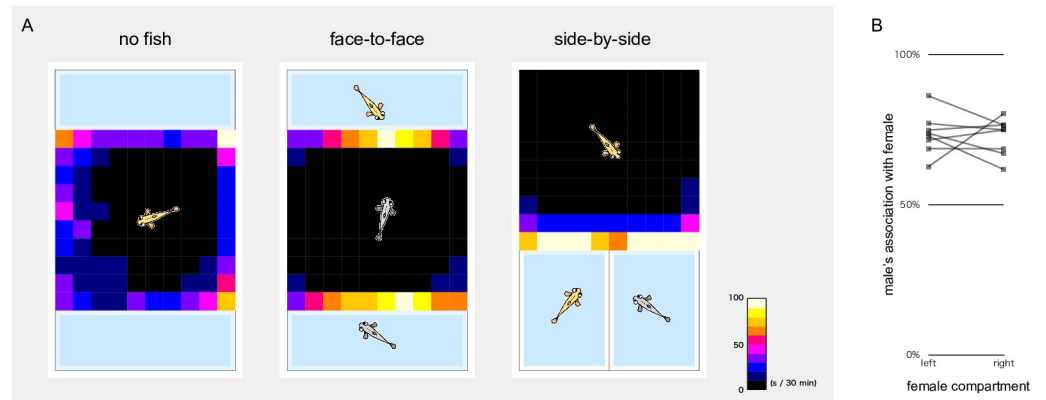 A
no fish
face-to-face
side-by-side
100
50
0
(s / 30 min)
B
100%
50%
0%
male's association with female
left
right
female compartment